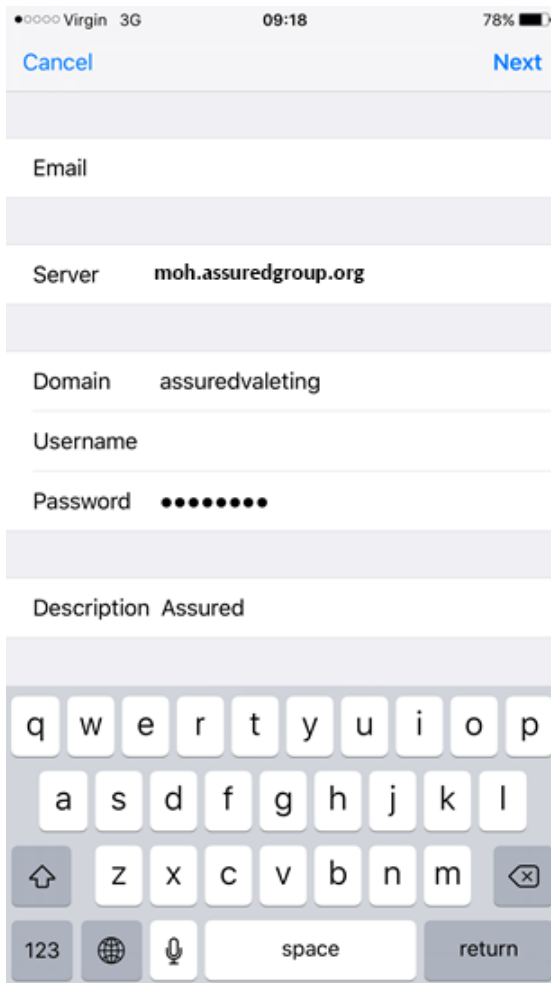 Virgin 3G 09:18 78%
Cancel Next
Email
Server moh.assuredgroup.org
Domain assuredvaleting
Username
Password ••••••••
Description Assured
q w e r t y u i o p
a s d f g h j k l
z x c v b n m
123 space return